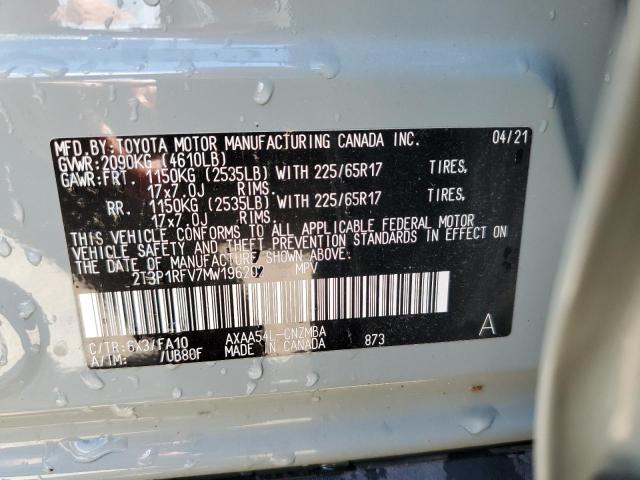 MFD.BY:TOYOTA MOTOR MANUFACTURING CANADA INC. 04/21
GVWR:2090KG (4610LB)
GAWR:FRT. 1150KG (2535LB) WITH 225/65R17 TIRES,
17x7.0J RIMS.
RR. 1150KG (2535LB) WITH 225/65R17 TIRES,
17x7.0J RIMS.
THIS VEHICLE CONFORMS TO ALL APPLICABLE FEDERAL MOTOR
VEHICLE SAFETY AND THEFT PREVENTION STANDARDS IN EFFECT
ON THE DATE OF MANUFACTURE SHOWN ABOVE.
2T3P1RFV7MW196202 MPV
C/TR:6X3/FA10 AXAA54L-CNZMBA A
A/TM: /UB80F MADE IN CANADA 873